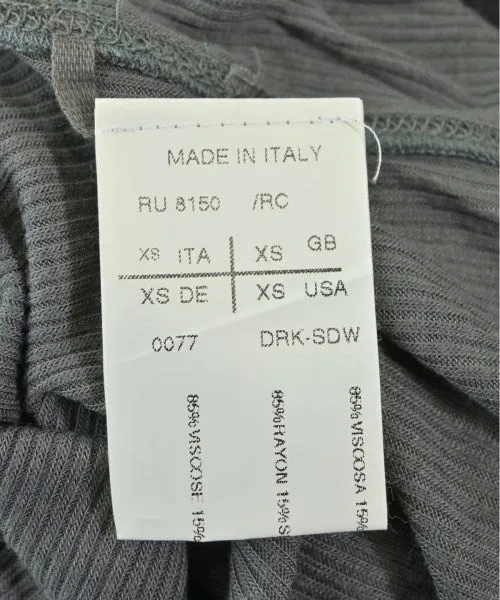 MADE IN ITALY
RU 8150 /RC
XS ITA XS GB
XS DE XS USA
0077 DRK-SDW
85% VISCOSE 15%
85% RAYON 15% S
85% VISCOSA 15%